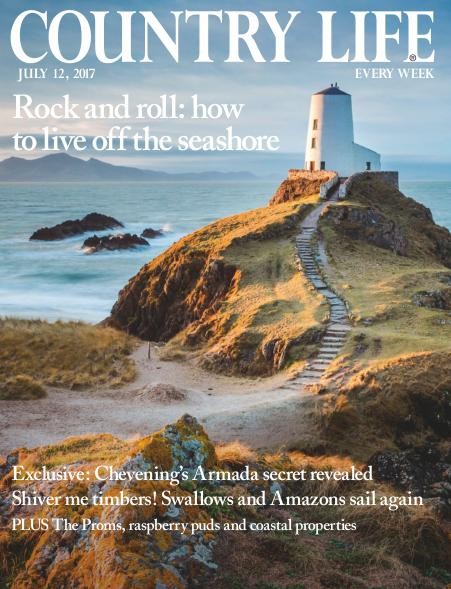 COUNTRY LIFE®
JULY 12, 2017
EVERY WEEK
Rock and roll: how
to live off the seashore
Exclusive: Chevening's Armada secret revealed
Shiver me timbers! Swallows and Amazons sail again
PLUS The Proms, raspberry puds and coastal properties